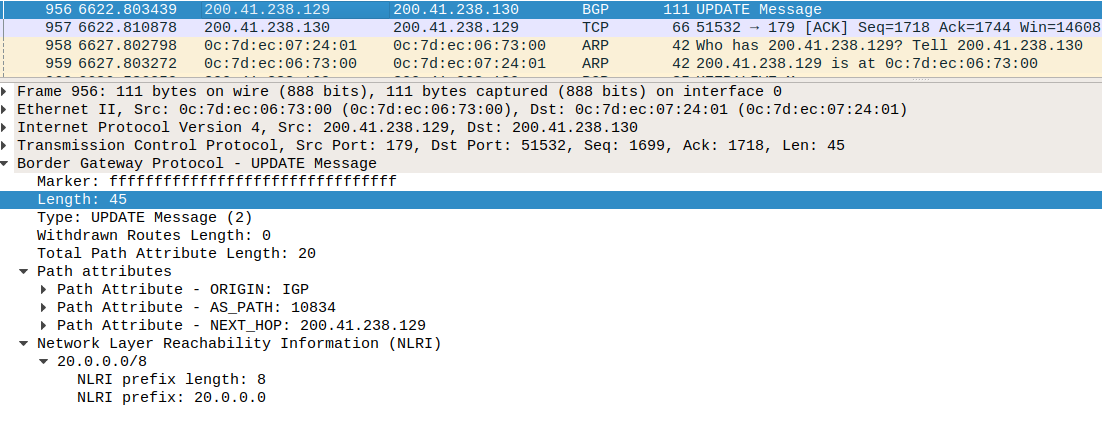 956 6622.803439 200.41.238.129 200.41.238.130 BGP 111 UPDATE Message
957 6622.810878 200.41.238.130 200.41.238.129 TCP 66 51532 → 179 [ACK] Seq=1718 Ack=1744 Win=14608
958 6627.802798 0c:7d:ec:07:24:01 0c:7d:ec:06:73:00 ARP 42 Who has 200.41.238.129? Tell 200.41.238.130
959 6627.803272 0c:7d:ec:06:73:00 0c:7d:ec:07:24:01 ARP 42 200.41.238.129 is at 0c:7d:ec:06:73:00
Frame 956: 111 bytes on wire (888 bits), 111 bytes captured (888 bits) on interface 0
Ethernet II, Src: 0c:7d:ec:06:73:00 (0c:7d:ec:06:73:00), Dst: 0c:7d:ec:07:24:01 (0c:7d:ec:07:24:01)
Internet Protocol Version 4, Src: 200.41.238.129, Dst: 200.41.238.130
Transmission Control Protocol, Src Port: 179, Dst Port: 51532, Seq: 1699, Ack: 1718, Len: 45
Border Gateway Protocol - UPDATE Message
Marker: ffffffffffffffffffffffffffffffff
Length: 45
Type: UPDATE Message (2)
Withdrawn Routes Length: 0
Total Path Attribute Length: 20
Path attributes
Path Attribute - ORIGIN: IGP
Path Attribute - AS_PATH: 10834
Path Attribute - NEXT_HOP: 200.41.238.129
Network Layer Reachability Information (NLRI)
20.0.0.0/8
NLRI prefix length: 8
NLRI prefix: 20.0.0.0